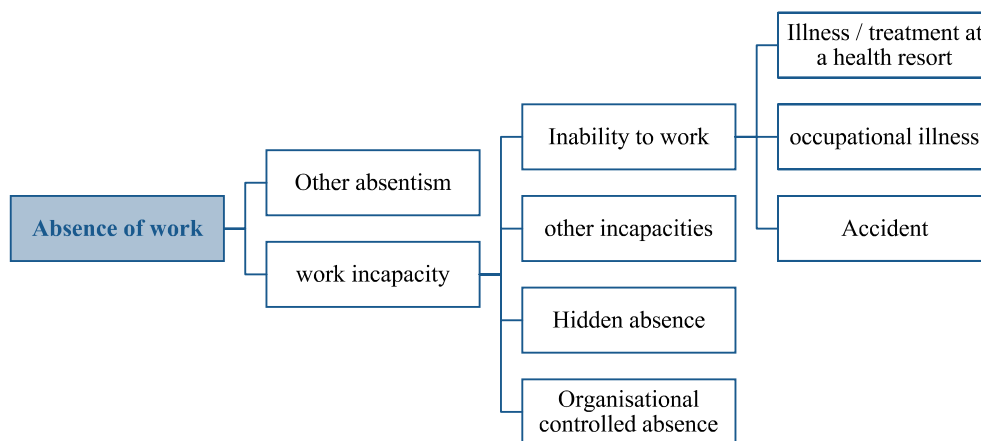 Absence of work
Other absentism
work incapacity
Inability to work
other incapacities
Hidden absence
Organisational
controlled absence
Illness / treatment at
a health resort
occupational illness
Accident